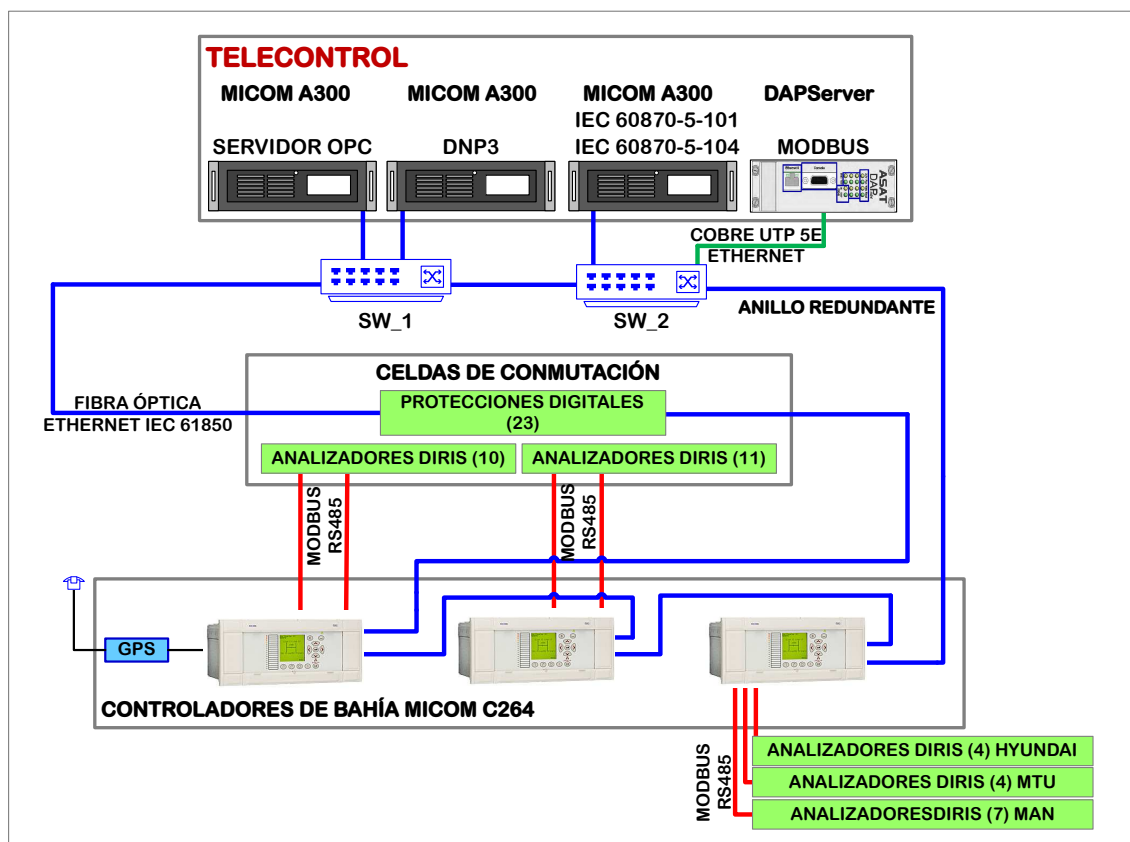 TELECONTROL
MICOM A300
MICOM A300
MICOM A300
DAPServer
IEC 60870-5-101
SERVIDOR OPC
DNP3
IEC 60870-5-104
MODBUS
ASAT
DAP
COBRE UTP 5E
ETHERNET
SW_1
SW_2
ANILLO REDUNDANTE
CELDAS DE CONMUTACIÓN
FIBRA ÓPTICA
ETHERNET IEC 61850
PROTECCIONES DIGITALES
(23)
ANALIZADORES DIRIS (10)
ANALIZADORES DIRIS (11)
MODBUS
RS485
MODBUS
RS485
GPS
CONTROLADORES DE BAHÍA MICOM C264
MODBUS
RS485
ANALIZADORES DIRIS (4) HYUNDAI
ANALIZADORES DIRIS (4) MTU
ANALIZADORESDIRIS (7) MAN